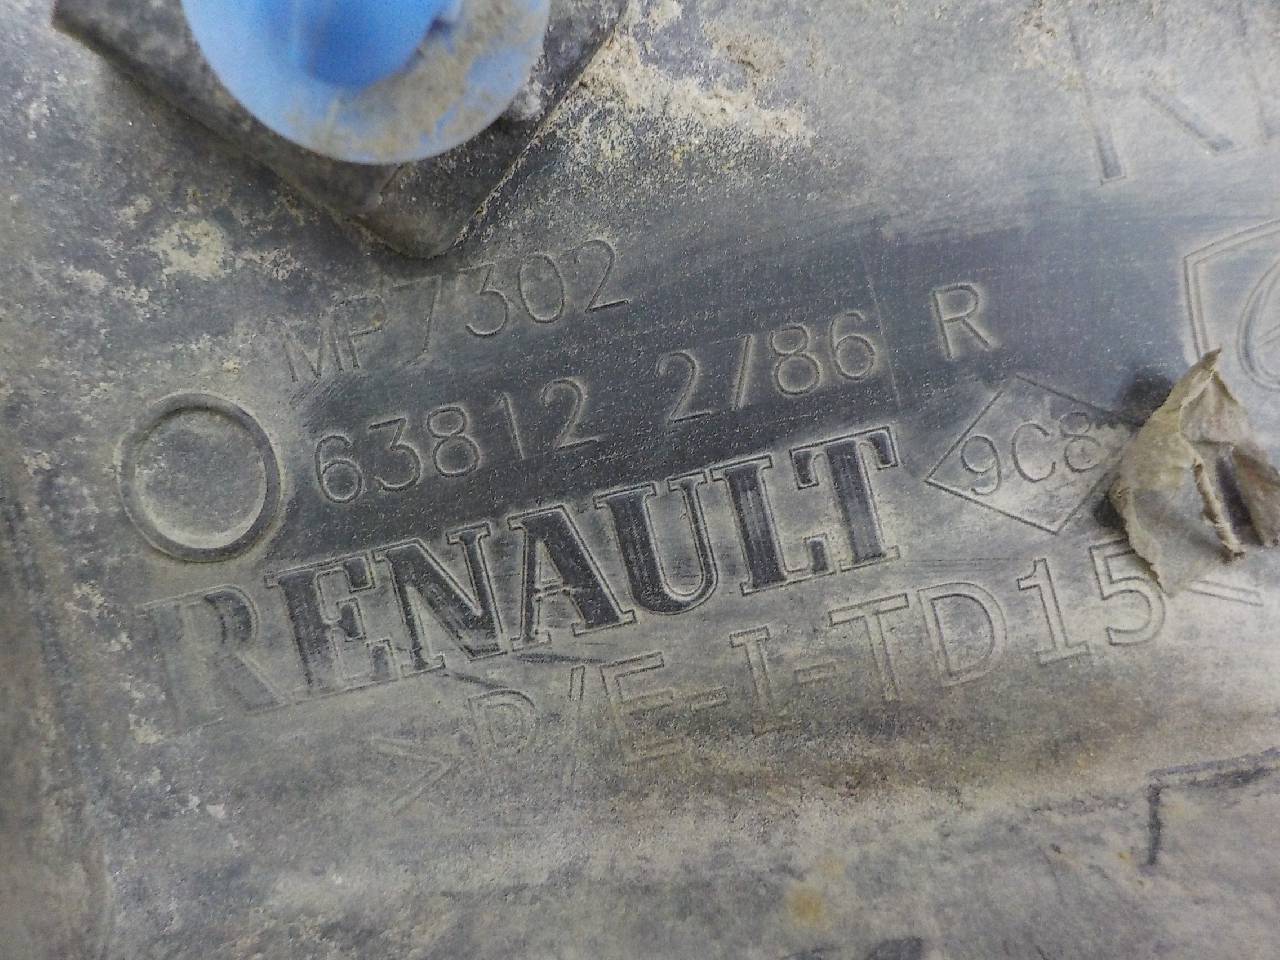 MP7302
63812 2/86 R
RENAULT
9C8
>P/E-I-TD15<